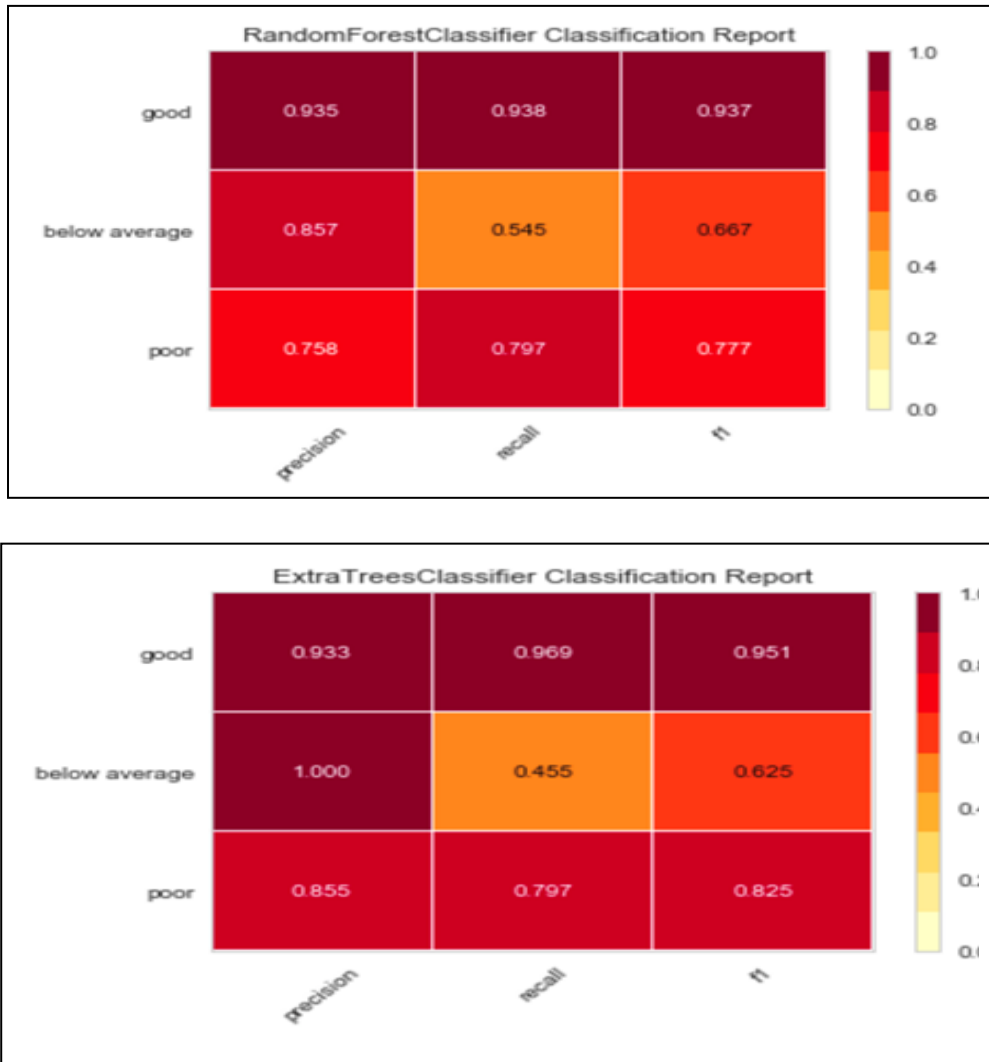 RandomForestClassifier Classification Report
good 0.935 0.938 0.937
below average 0.857 0.545 0.667
poor 0.758 0.797 0.777
precision recall f1
1.0
0.8
0.6
0.4
0.2
0.0
ExtraTreesClassifier Classification Report
good 0.933 0.969 0.951
below average 1.000 0.455 0.625
poor 0.855 0.797 0.825
precision recall f1